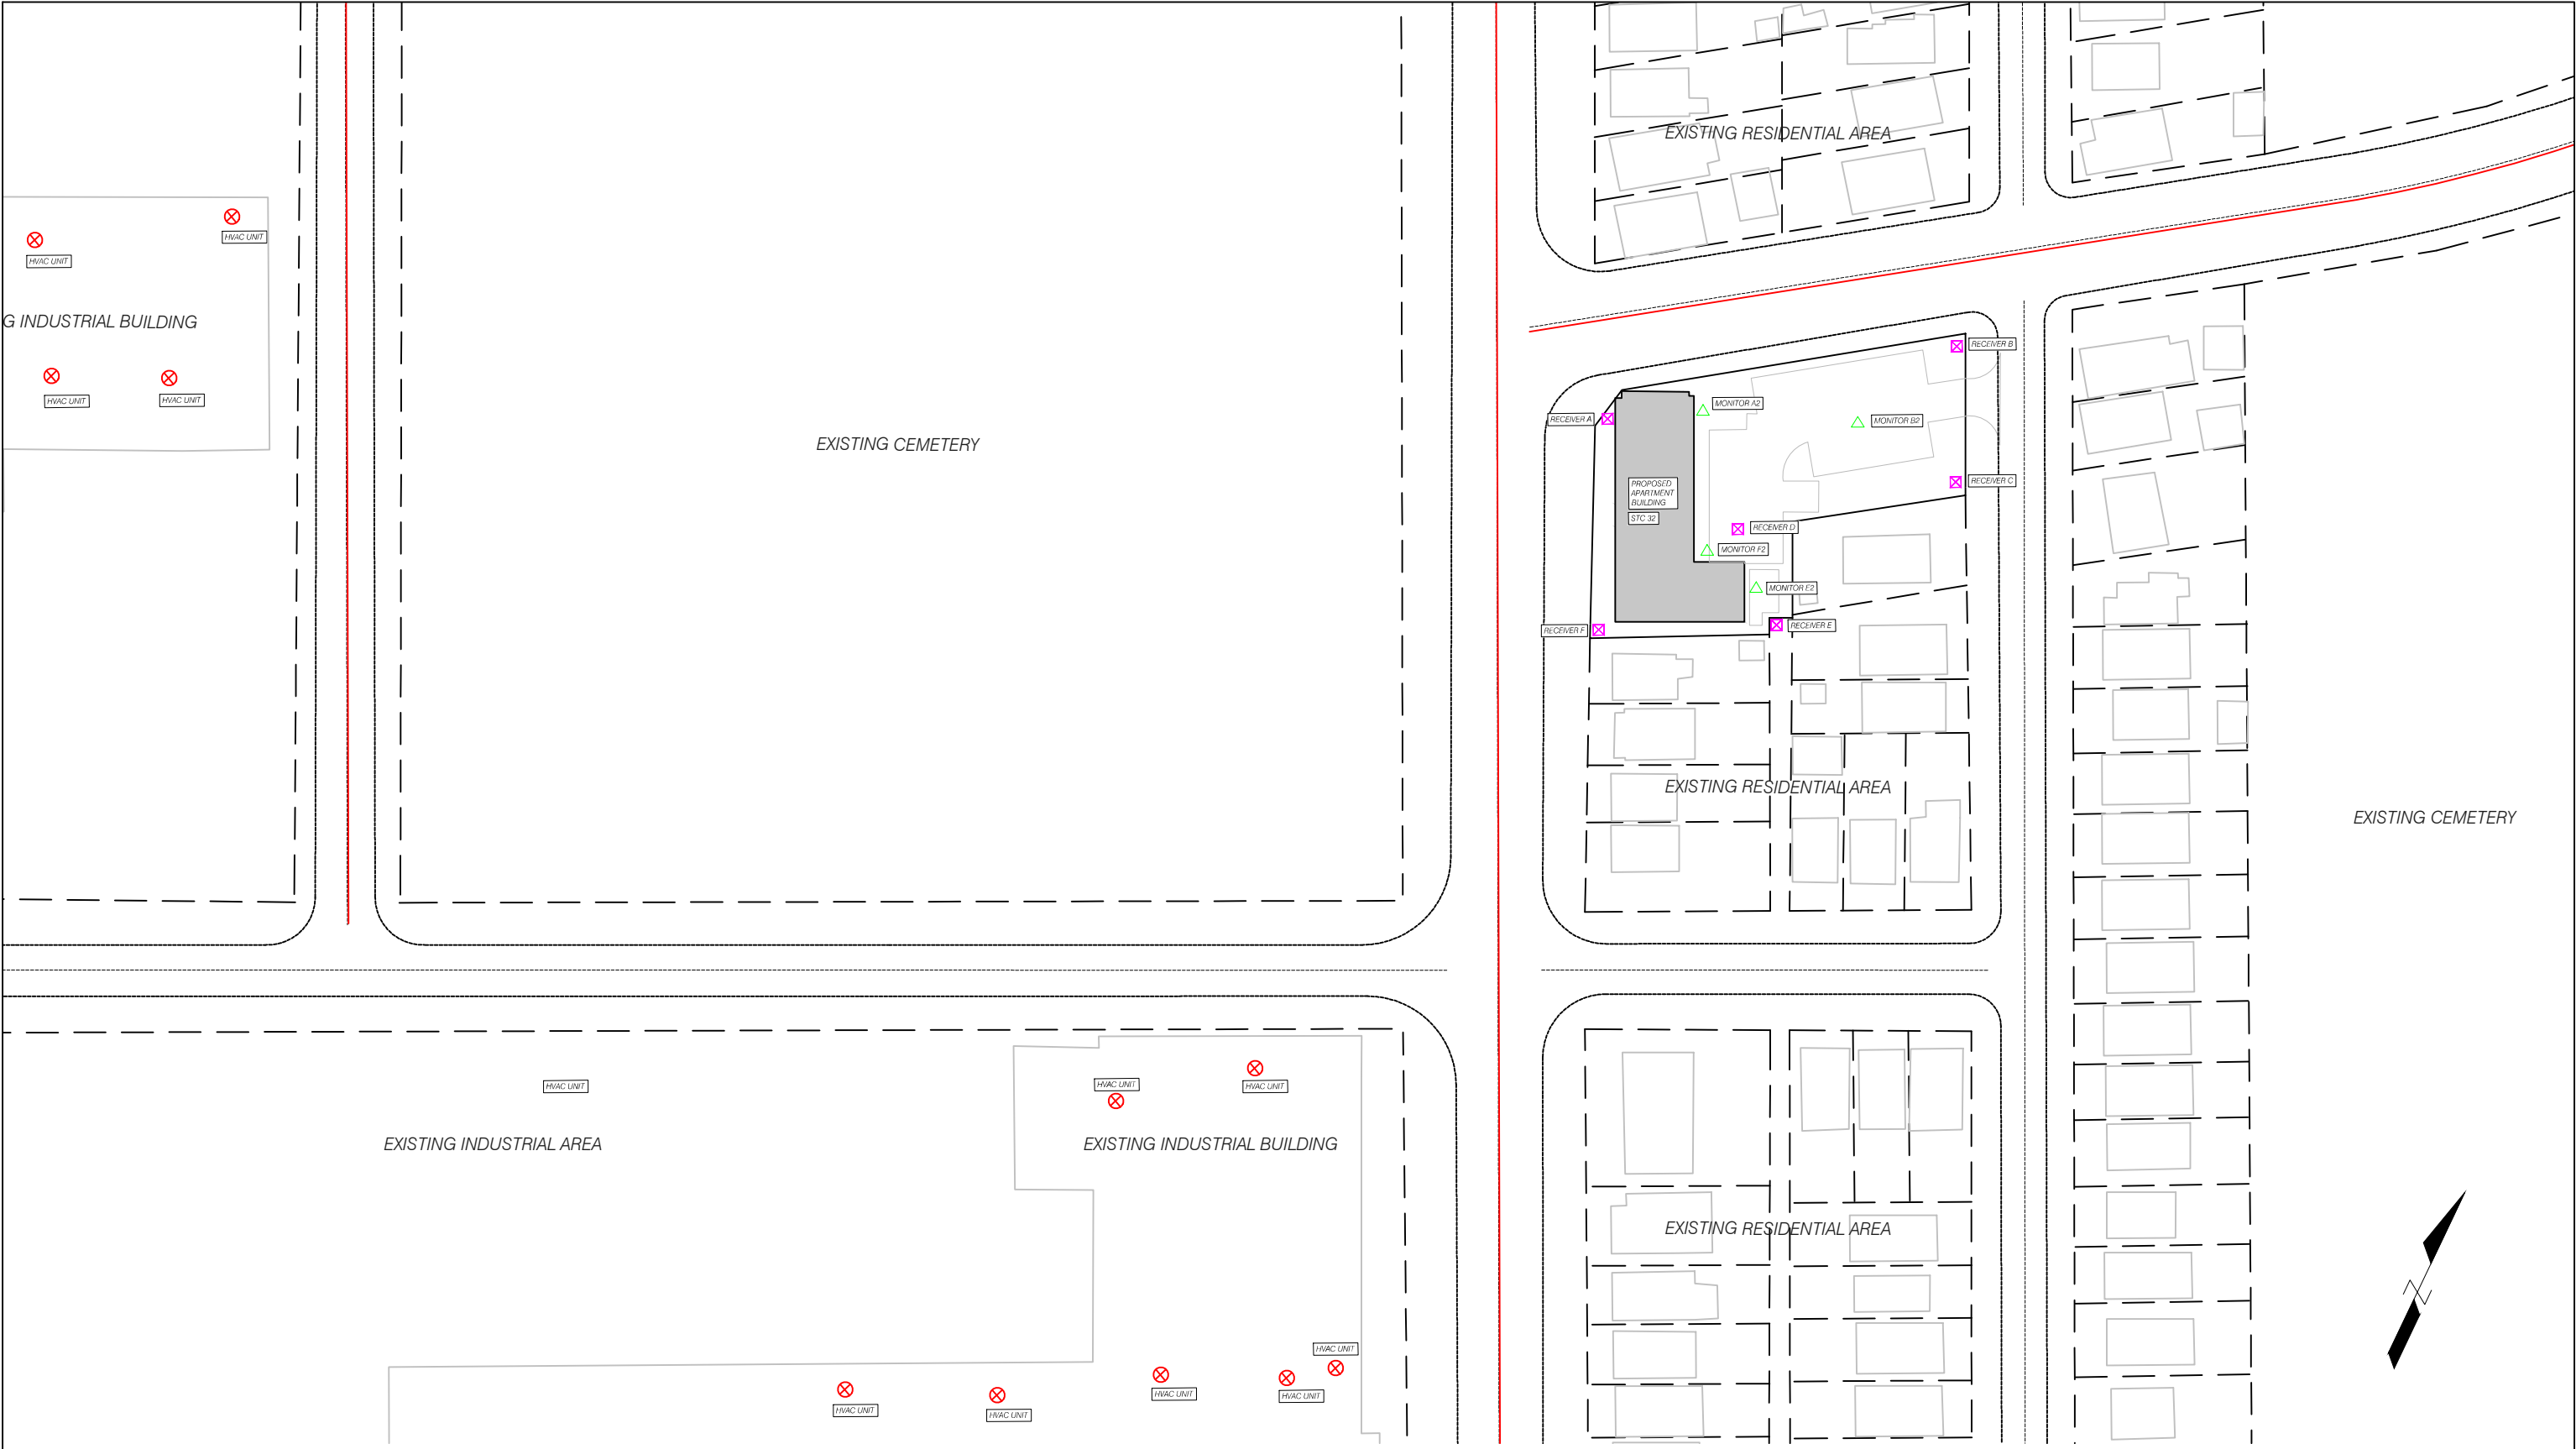 EXISTING RESIDENTIAL AREA
HVAC UNIT
HVAC UNIT
G INDUSTRIAL BUILDING
HVAC UNIT
HVAC UNIT
EXISTING CEMETERY
RECEIVER B
MONITOR A2
RECEIVER A
MONITOR B2
PROPOSED
APARTMENT
BUILDING
STC 32
RECEIVER C
RECEIVER D
MONITOR F2
MONITOR E2
RECEIVER F
RECEIVER E
EXISTING RESIDENTIAL AREA
EXISTING CEMETERY
HVAC UNIT
HVAC UNIT
HVAC UNIT
EXISTING INDUSTRIAL AREA
EXISTING INDUSTRIAL BUILDING
EXISTING RESIDENTIAL AREA
N
HVAC UNIT
HVAC UNIT
HVAC UNIT
HVAC UNIT
HVAC UNIT